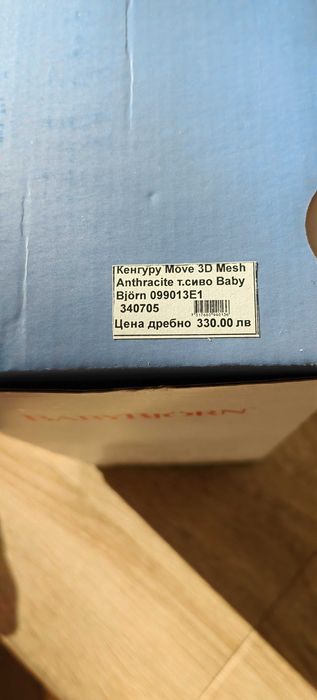 Кенгуру Move 3D Mesh
Anthracite т.сиво Baby
Björn 099013E1
340705
Цена дребно 330.00 лв
BABYBJÖRN